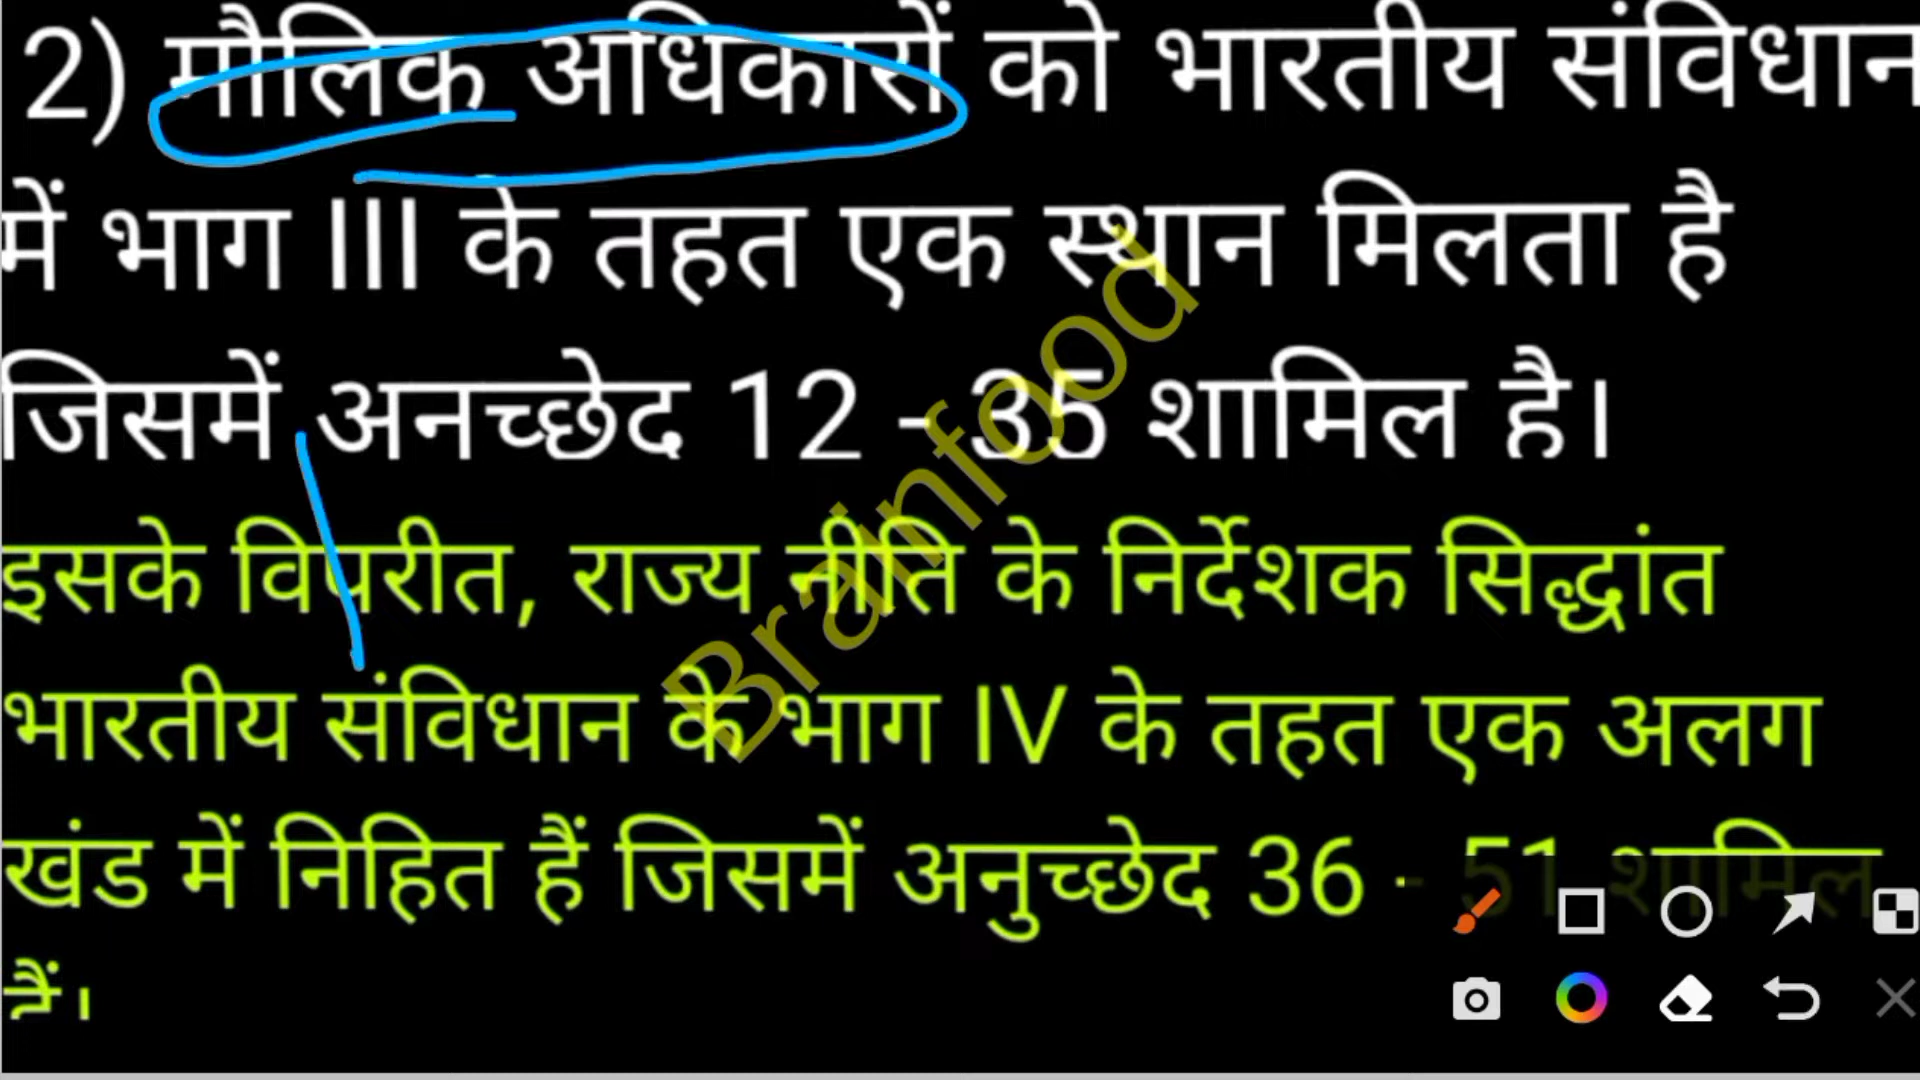 2) मौलिक अधिकारों को भारतीय संविधान
में भाग III के तहत एक स्थान मिलता है
जिसमें अनच्छेद 12 - 35 शामिल है।
इसके विपरीत, राज्य नीति के निर्देशक सिद्धांत
भारतीय संविधान के भाग IV के तहत एक अलग
खंड में निहित हैं जिसमें अनुच्छेद 36 - 51 शामिल
हैं।
Brainfood